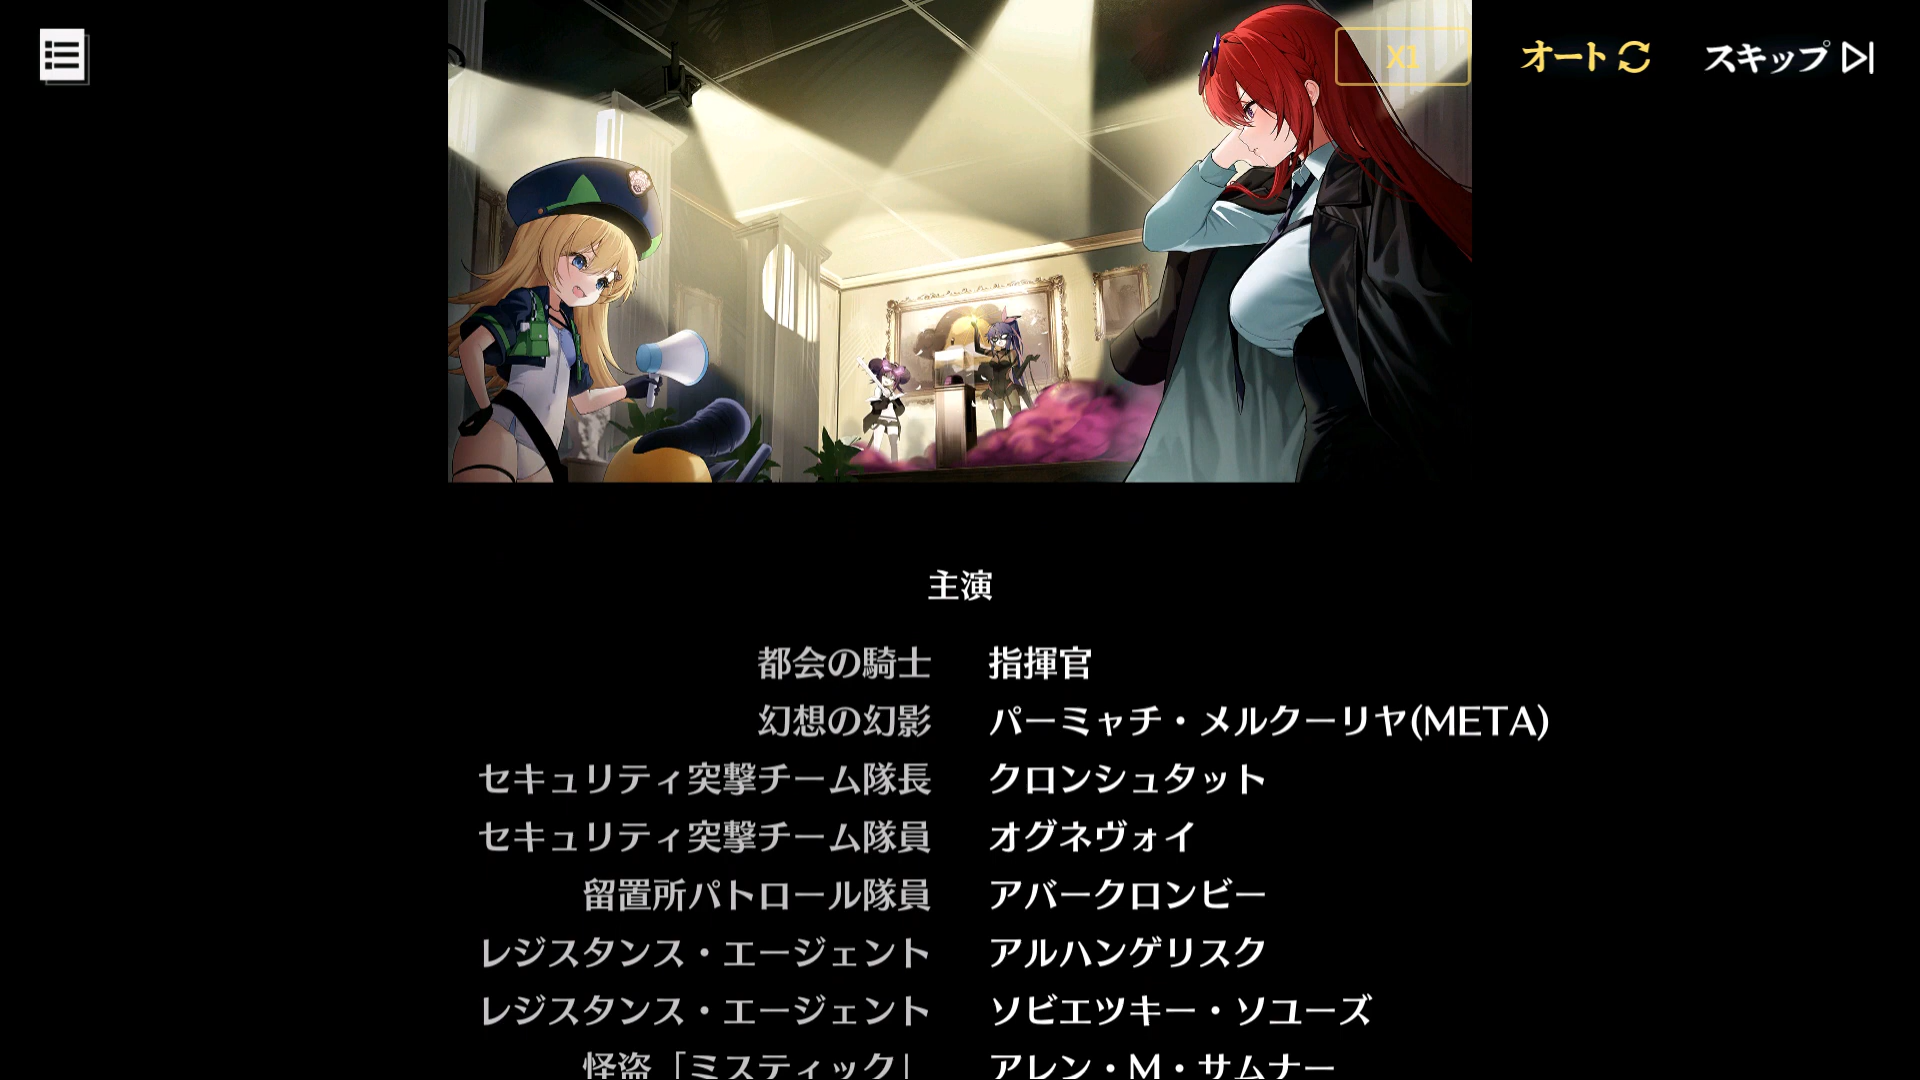 X1
オート
スキップ
主演
都会の騎士 指揮官
幻想の幻影 パーミャチ・メルクーリヤ(META)
セキュリティ突撃チーム隊長 クロンシュタット
セキュリティ突撃チーム隊員 オグネヴォイ
留置所パトロール隊員 アバークロンビー
レジスタンス・エージェント アルハンゲリスク
レジスタンス・エージェント ソビエツキー・ソユーズ
怪盗「ミスティック」 アレン・M・サムナー